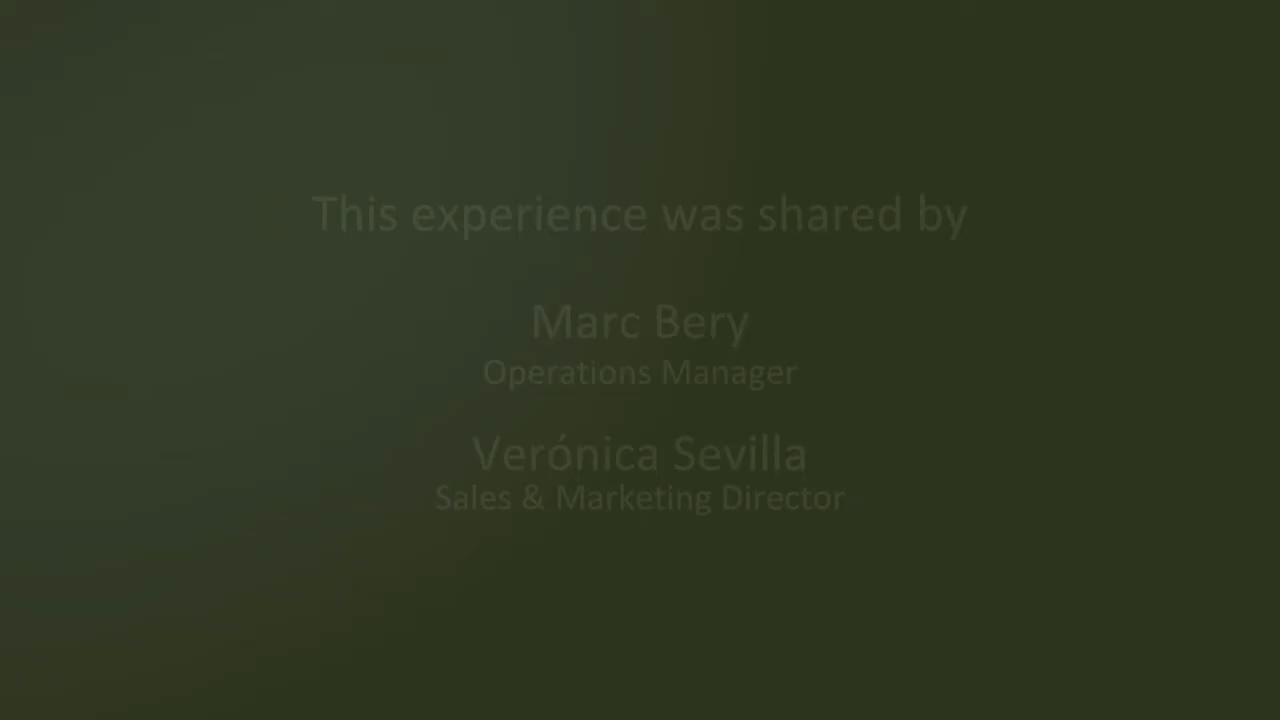 This experience was shared by
Marc Bery
Operations Manager
Verónica Sevilla
Sales & Marketing Director